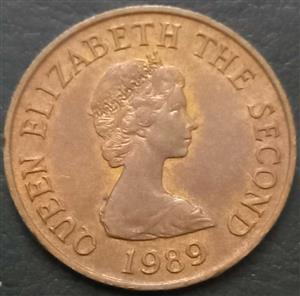 QUEEN ELIZABETH THE SECOND
1989